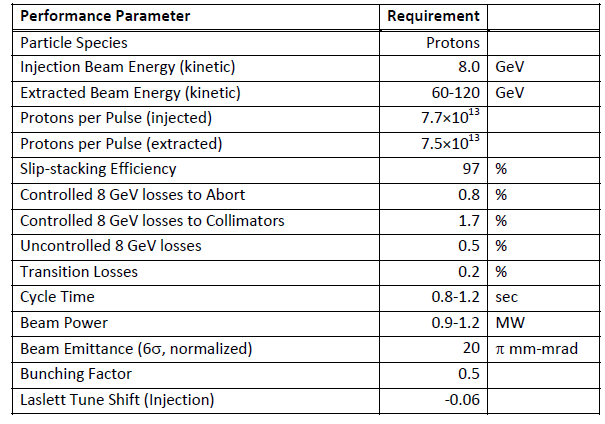 Performance Parameter Requirement
Particle Species Protons
Injection Beam Energy (kinetic) 8.0 GeV
Extracted Beam Energy (kinetic) 60-120 GeV
Protons per Pulse (injected) 7.7×10¹³
Protons per Pulse (extracted) 7.5×10¹³
Slip-stacking Efficiency 97 %
Controlled 8 GeV losses to Abort 0.8 %
Controlled 8 GeV losses to Collimators 1.7 %
Uncontrolled 8 GeV losses 0.5 %
Transition Losses 0.2 %
Cycle Time 0.8-1.2 sec
Beam Power 0.9-1.2 MW
Beam Emittance (6σ, normalized) 20 π mm-mrad
Bunching Factor 0.5
Laslett Tune Shift (Injection) -0.06